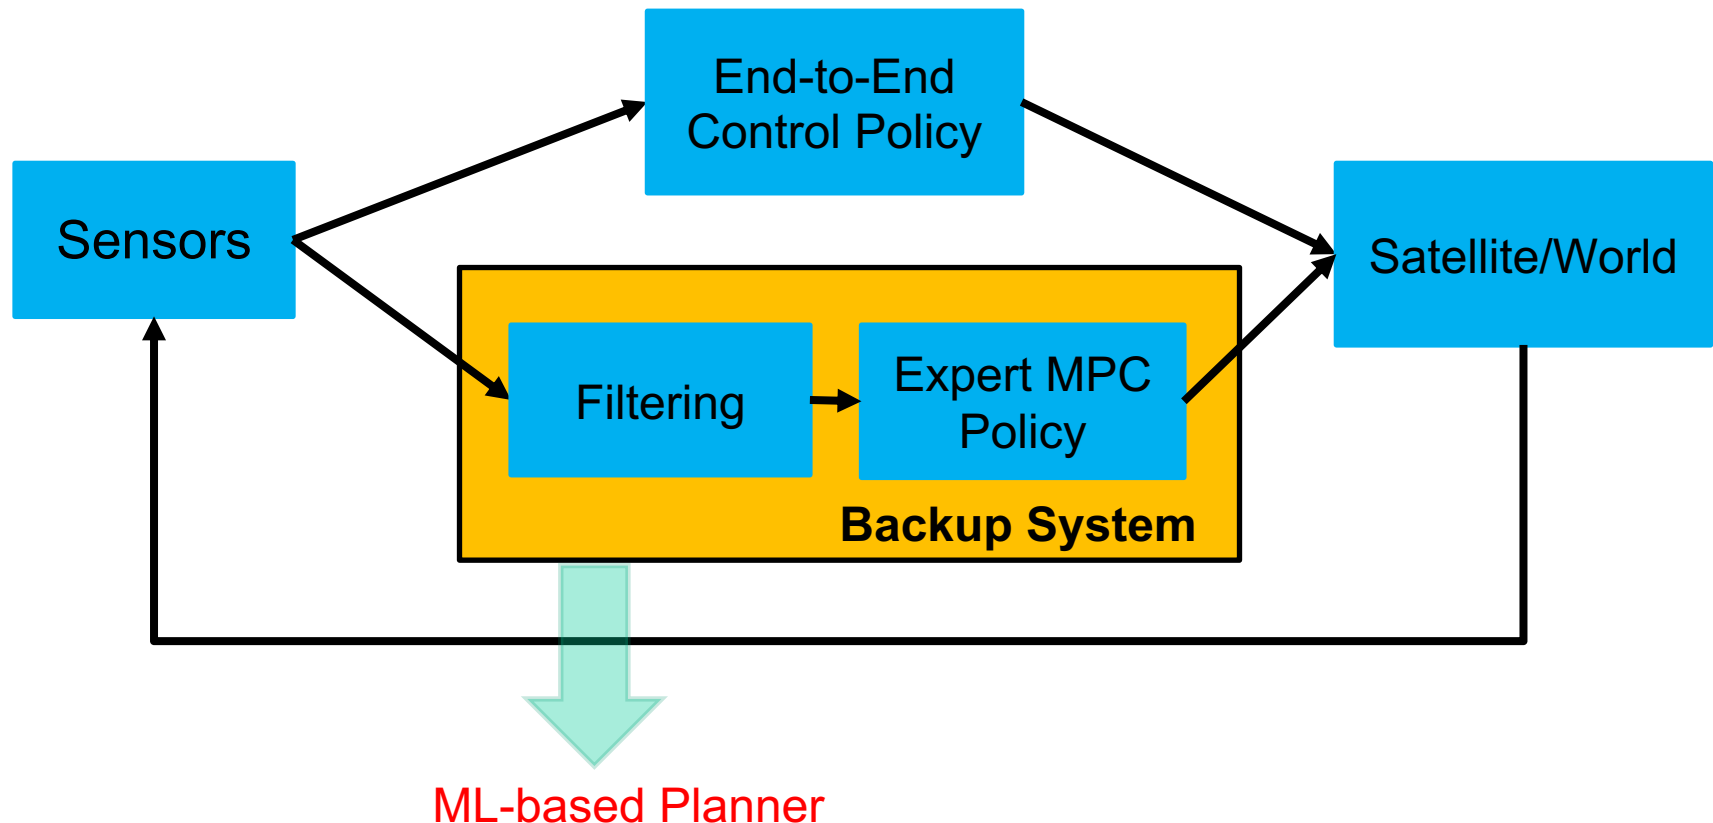 End-to-End
Control Policy
Sensors
Satellite/World
Filtering
Expert MPC
Policy
Backup System
ML-based Planner